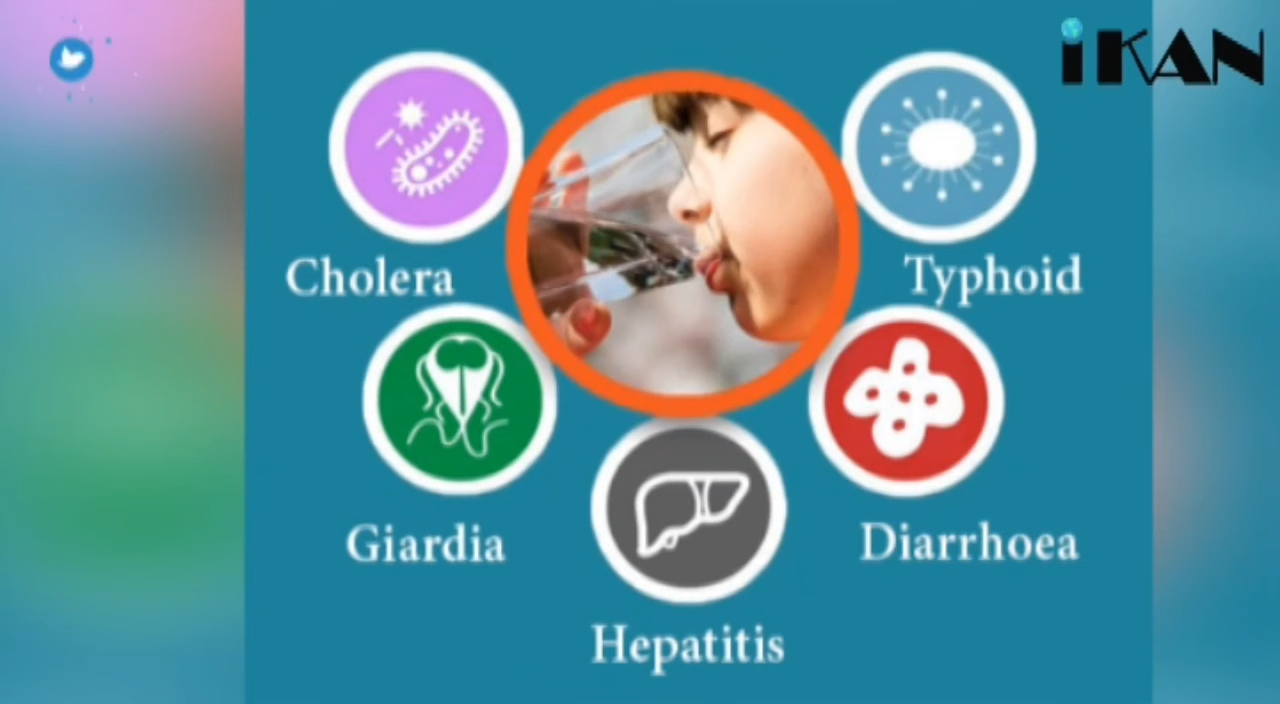 iKAN
Cholera
Typhoid
Giardia
Diarrhoea
Hepatitis